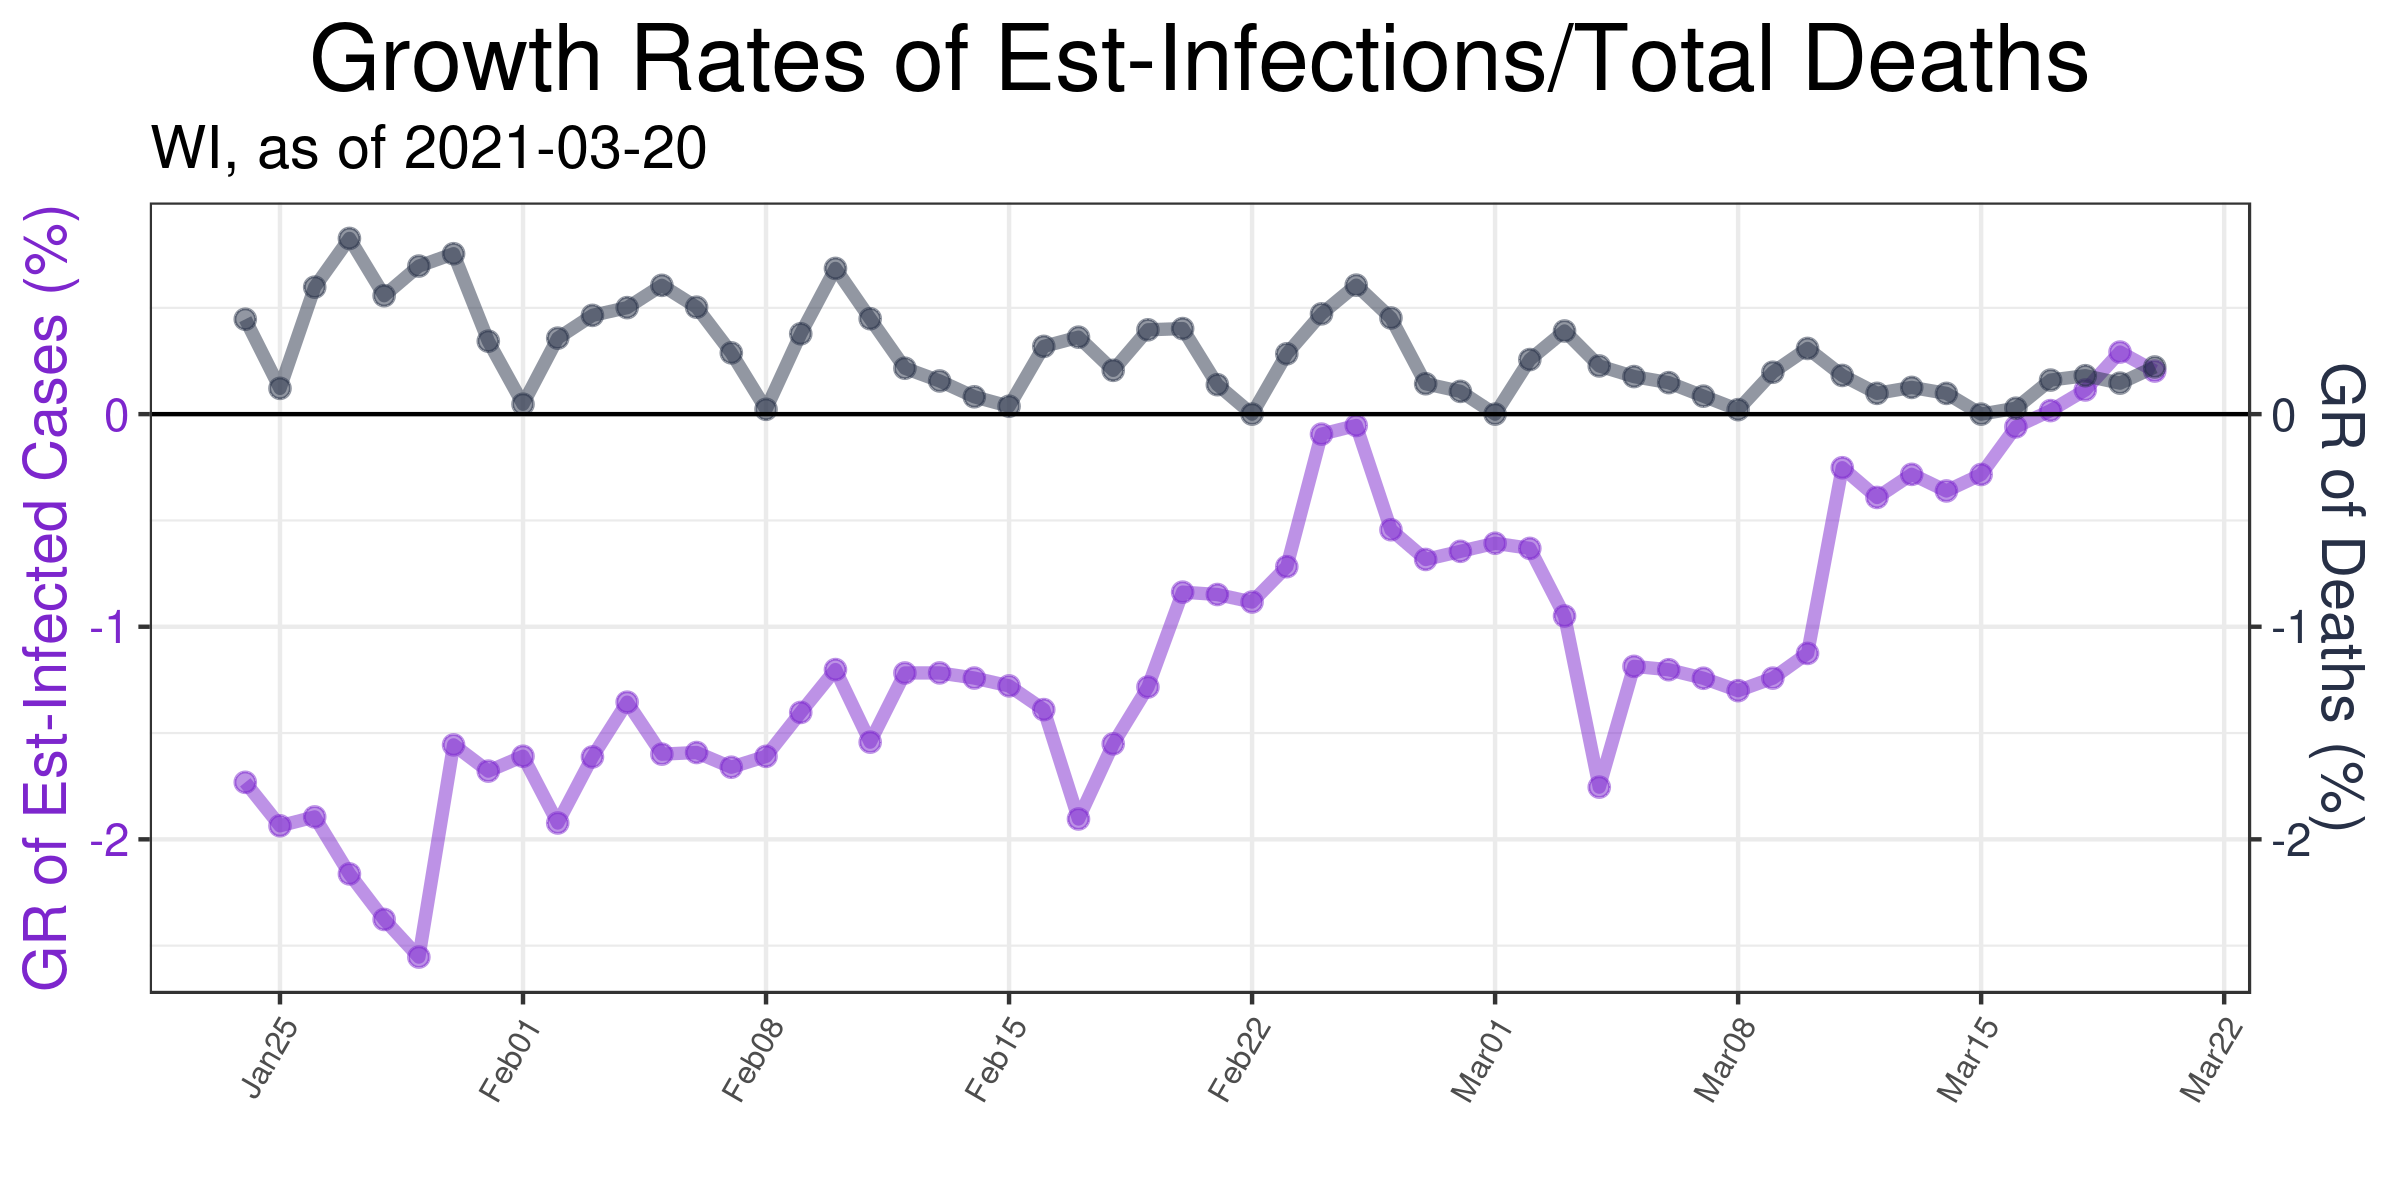 Growth Rates of Est-Infections/Total Deaths
WI, as of 2021-03-20
GR of Est-Infected Cases (%)
0
-1
-2
0
-1
-2
GR of Deaths (%)
Jan25
Feb01
Feb08
Feb15
Feb22
Mar01
Mar08
Mar15
Mar22